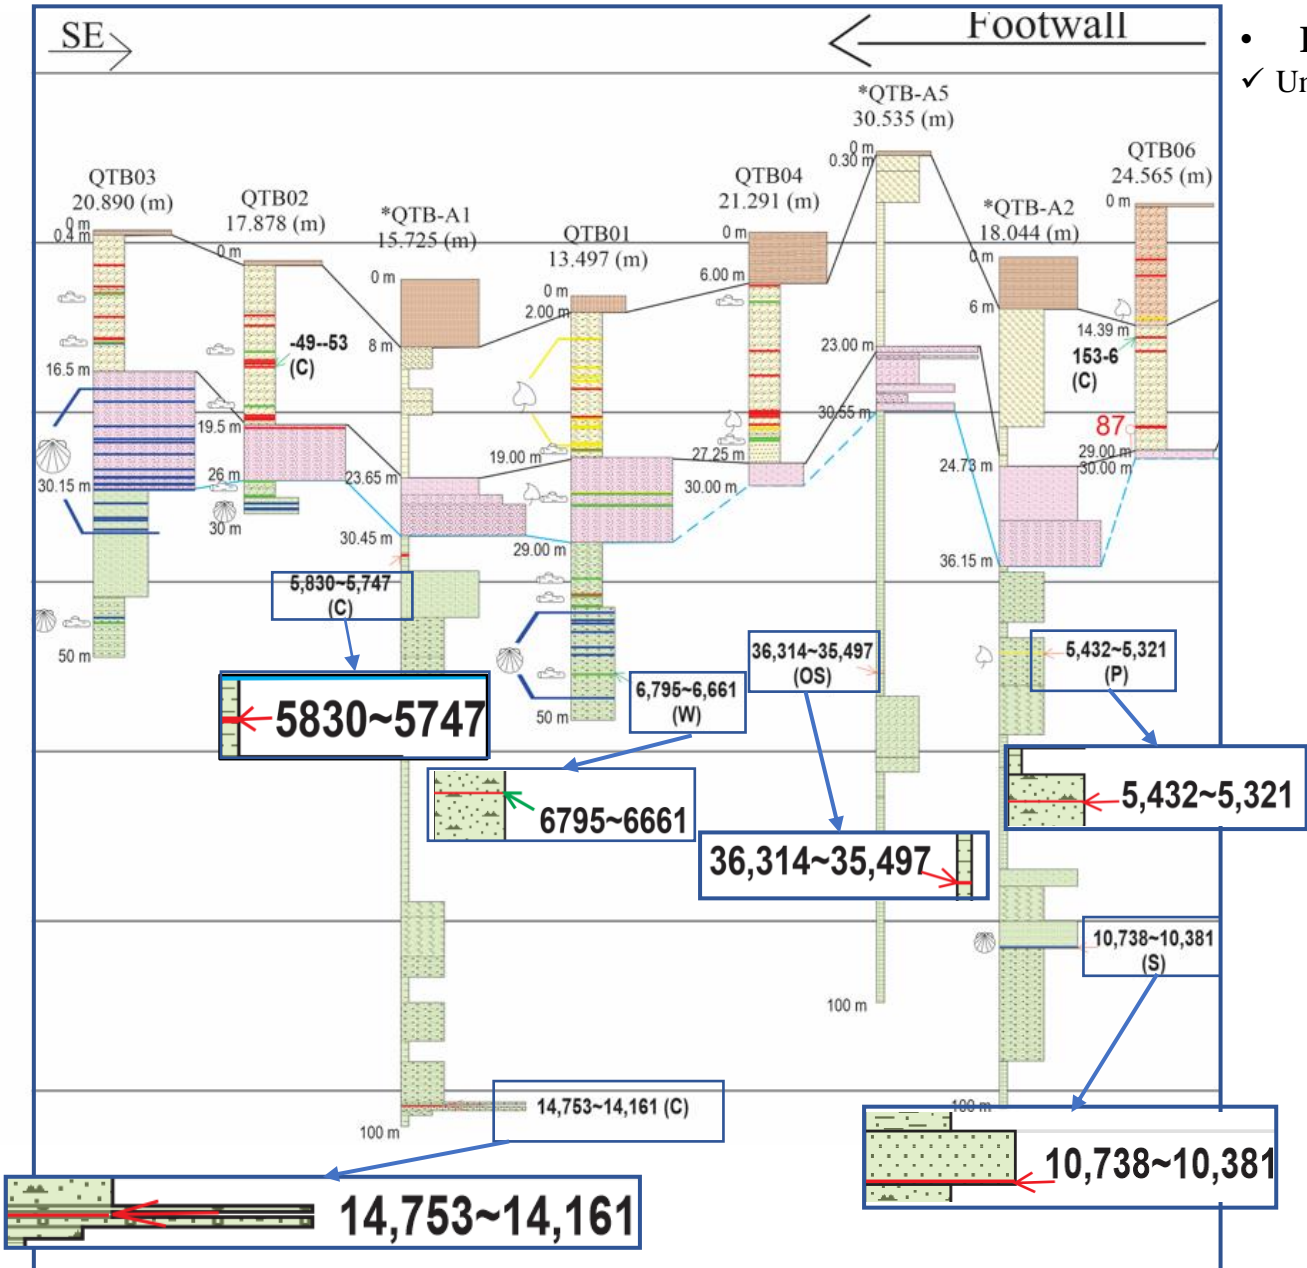 SE
Footwall
•
✓ Ur
*QTB-A5
30.535 (m)
0 m
0.30 m
QTB06
24.565 (m)
0 m
QTB03
20.890 (m)
0 m
0.4 m
QTB02
17.878 (m)
0 m
*QTB-A1
15.725 (m)
0 m
QTB01
13.497 (m)
0 m
2.00 m
QTB04
21.291 (m)
0 m
6.00 m
*QTB-A2
18.044 (m)
0 m
6 m
14.39 m
153-6
(C)
-49--53
(C)
8 m
23.00 m
16.5 m
19.5 m
30.55 m
87
29.00 m
30.00 m
26 m
23.65 m
19.00 m
27.25 m
24.73 m
30.15 m
30.00 m
30 m
30.45 m
29.00 m
36.15 m
5,830~5,747
(C)
50 m
36,314~35,497
(OS)
5,432~5,321
(P)
6,795~6,661
(W)
50 m
5830~5747
6795~6661
5,432~5,321
36,314~35,497
10,738~10,381
(S)
100 m
14,753~14,161 (C)
100 m
100 m
10,738~10,381
14,753~14,161